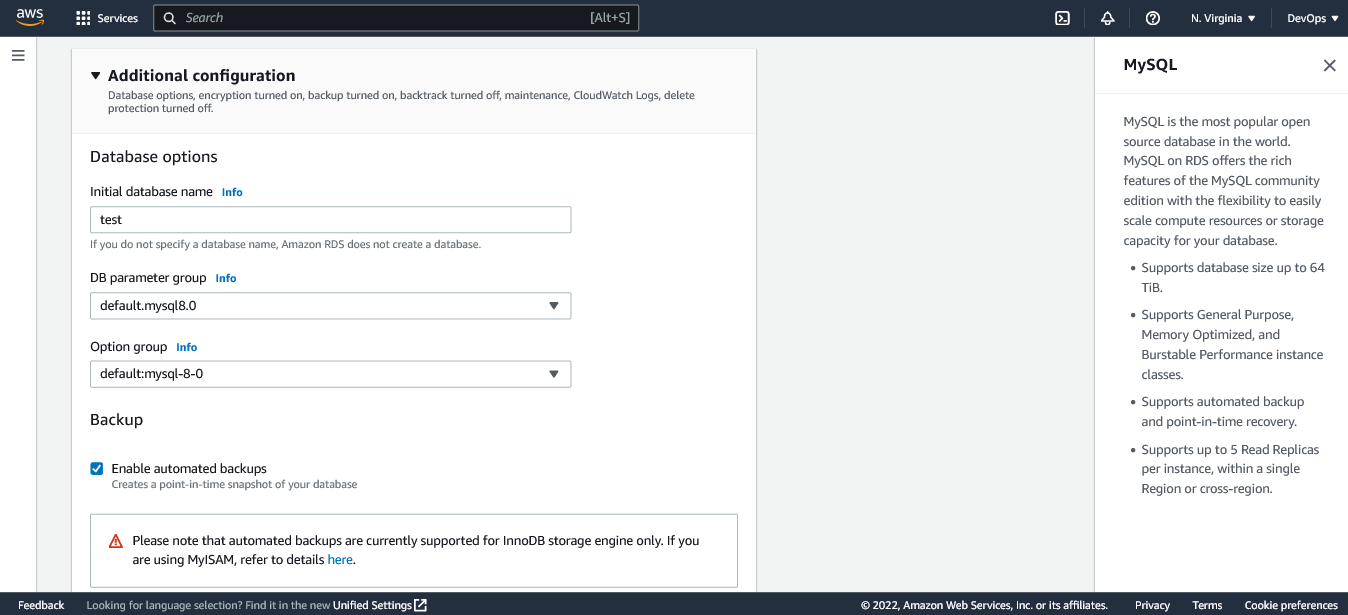 aws
Services
Search
[Alt+S]
N. Virginia
DevOps
Additional configuration
Database options, encryption turned on, backup turned on, backtrack turned off, maintenance, CloudWatch Logs, delete
protection turned off.
Database options
Initial database name Info
test
If you do not specify a database name, Amazon RDS does not create a database.
DB parameter group Info
default.mysql8.0
Option group Info
default:mysql-8-0
Backup
Enable automated backups
Creates a point-in-time snapshot of your database
Please note that automated backups are currently supported for InnoDB storage engine only. If you
are using MyISAM, refer to details here.
MySQL
MySQL is the most popular open
source database in the world.
MySQL on RDS offers the rich
features of the MySQL community
edition with the flexibility to easily
scale compute resources or storage
capacity for your database.
• Supports database size up to 64
TiB.
• Supports General Purpose,
Memory Optimized, and
Burstable Performance instance
classes.
• Supports automated backup
and point-in-time recovery.
• Supports up to 5 Read Replicas
per instance, within a single
Region or cross-region.
Feedback
Looking for language selection? Find it in the new Unified Settings
© 2022, Amazon Web Services, Inc. or its affiliates.
Privacy
Terms
Cookie preferences